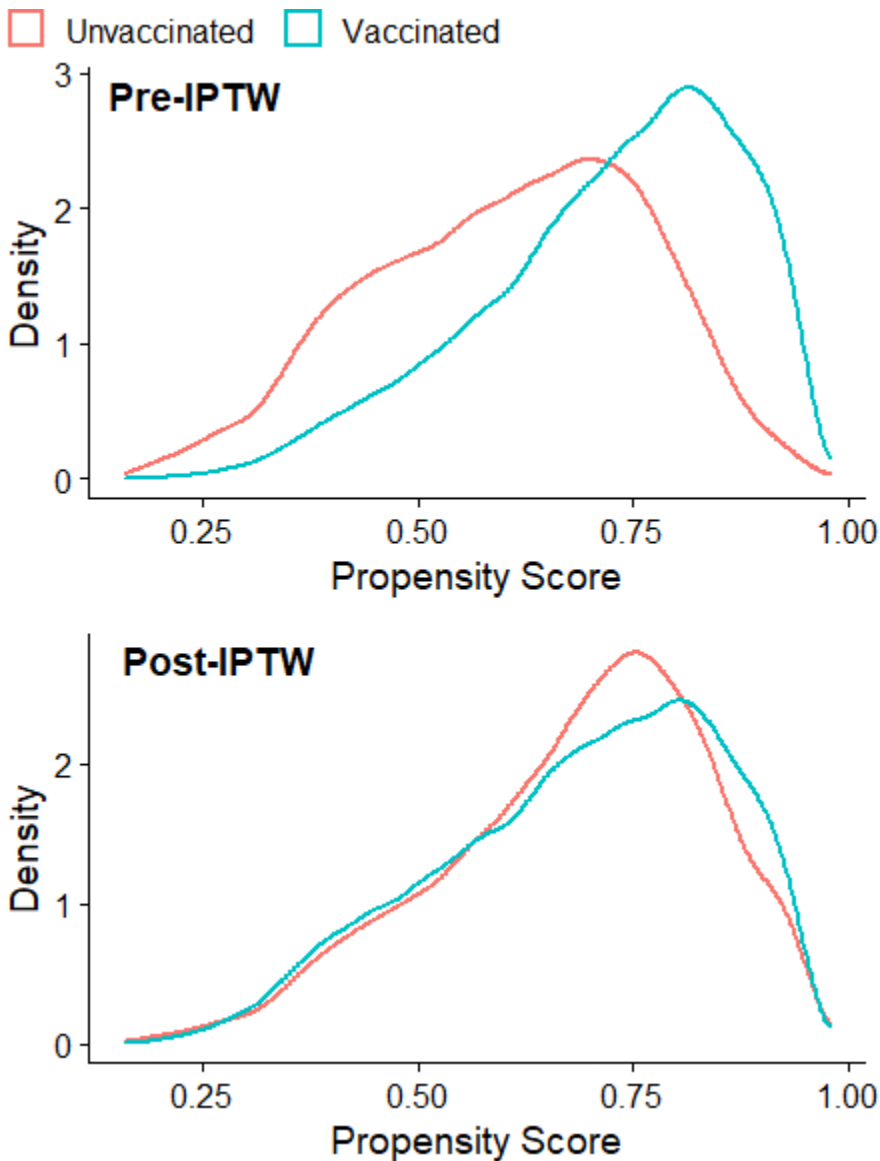 Unvaccinated Vaccinated
Pre-IPTW
3
2
1
0
Density
0.25 0.50 0.75 1.00
Propensity Score
Post-IPTW
2
1
0
Density
0.25 0.50 0.75 1.00
Propensity Score